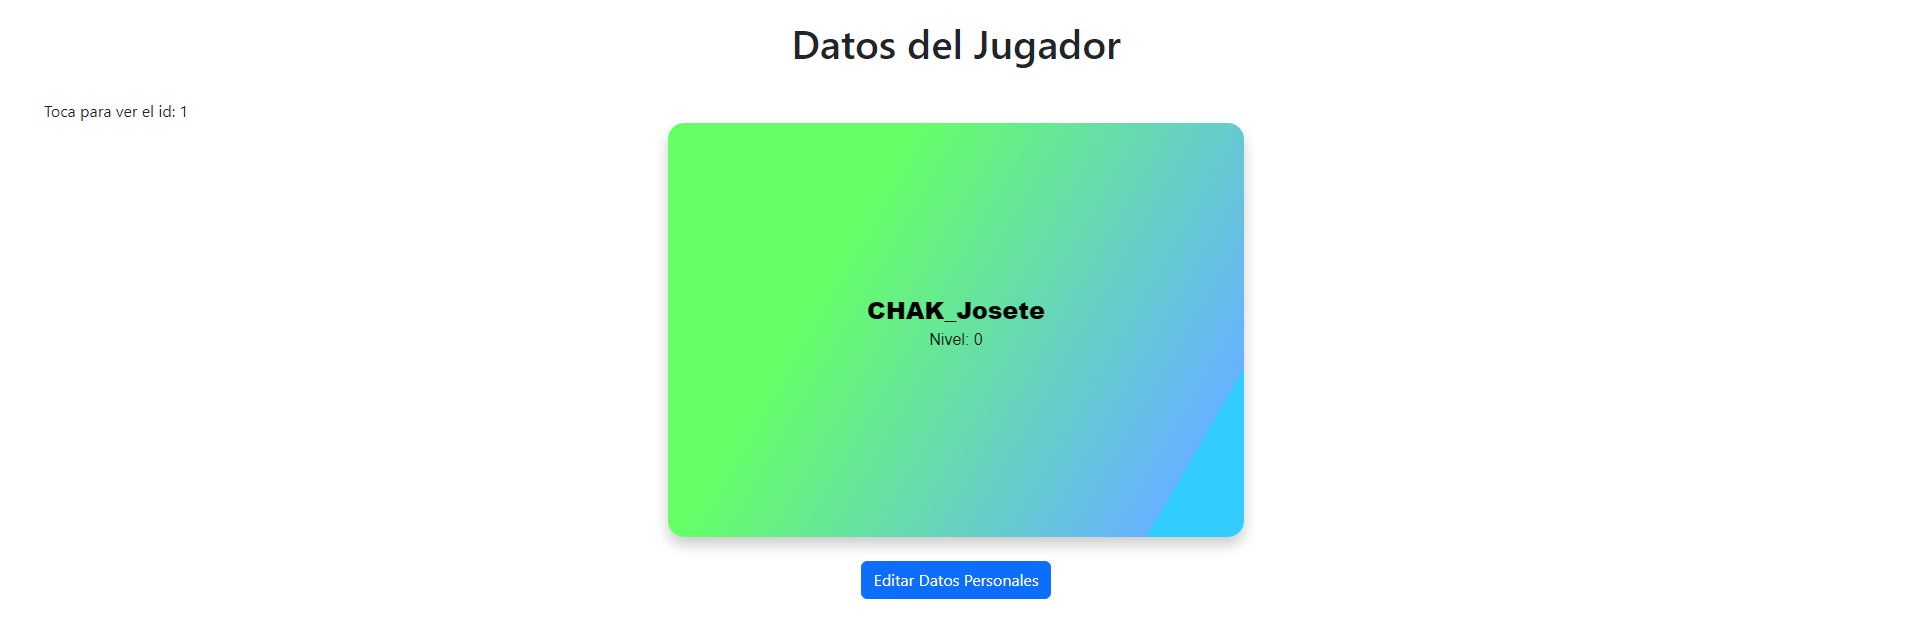 Datos del Jugador
Toca para ver el id: 1
CHAK_Josete
Nivel: 0
Editar Datos Personales